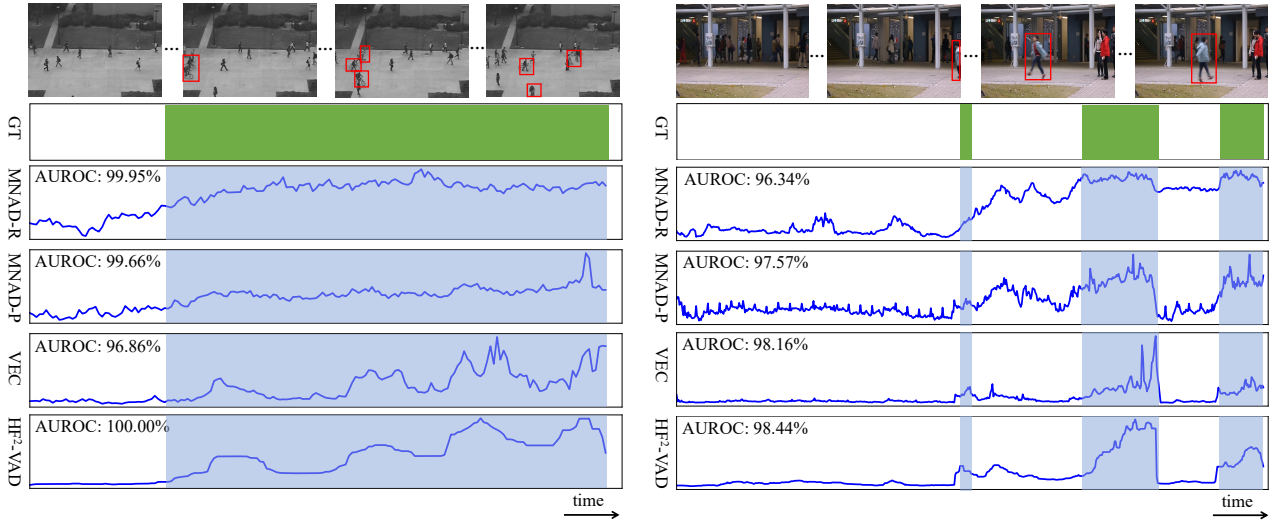 ... ... ...
GT
MNAD-R
AUROC: 99.95%
MNAD-P
AUROC: 99.66%
VEC
AUROC: 96.86%
HF²-VAD
AUROC: 100.00%
time
... ... ...
GT
MNAD-R
AUROC: 96.34%
MNAD-P
AUROC: 97.57%
VEC
AUROC: 98.16%
HF²-VAD
AUROC: 98.44%
time